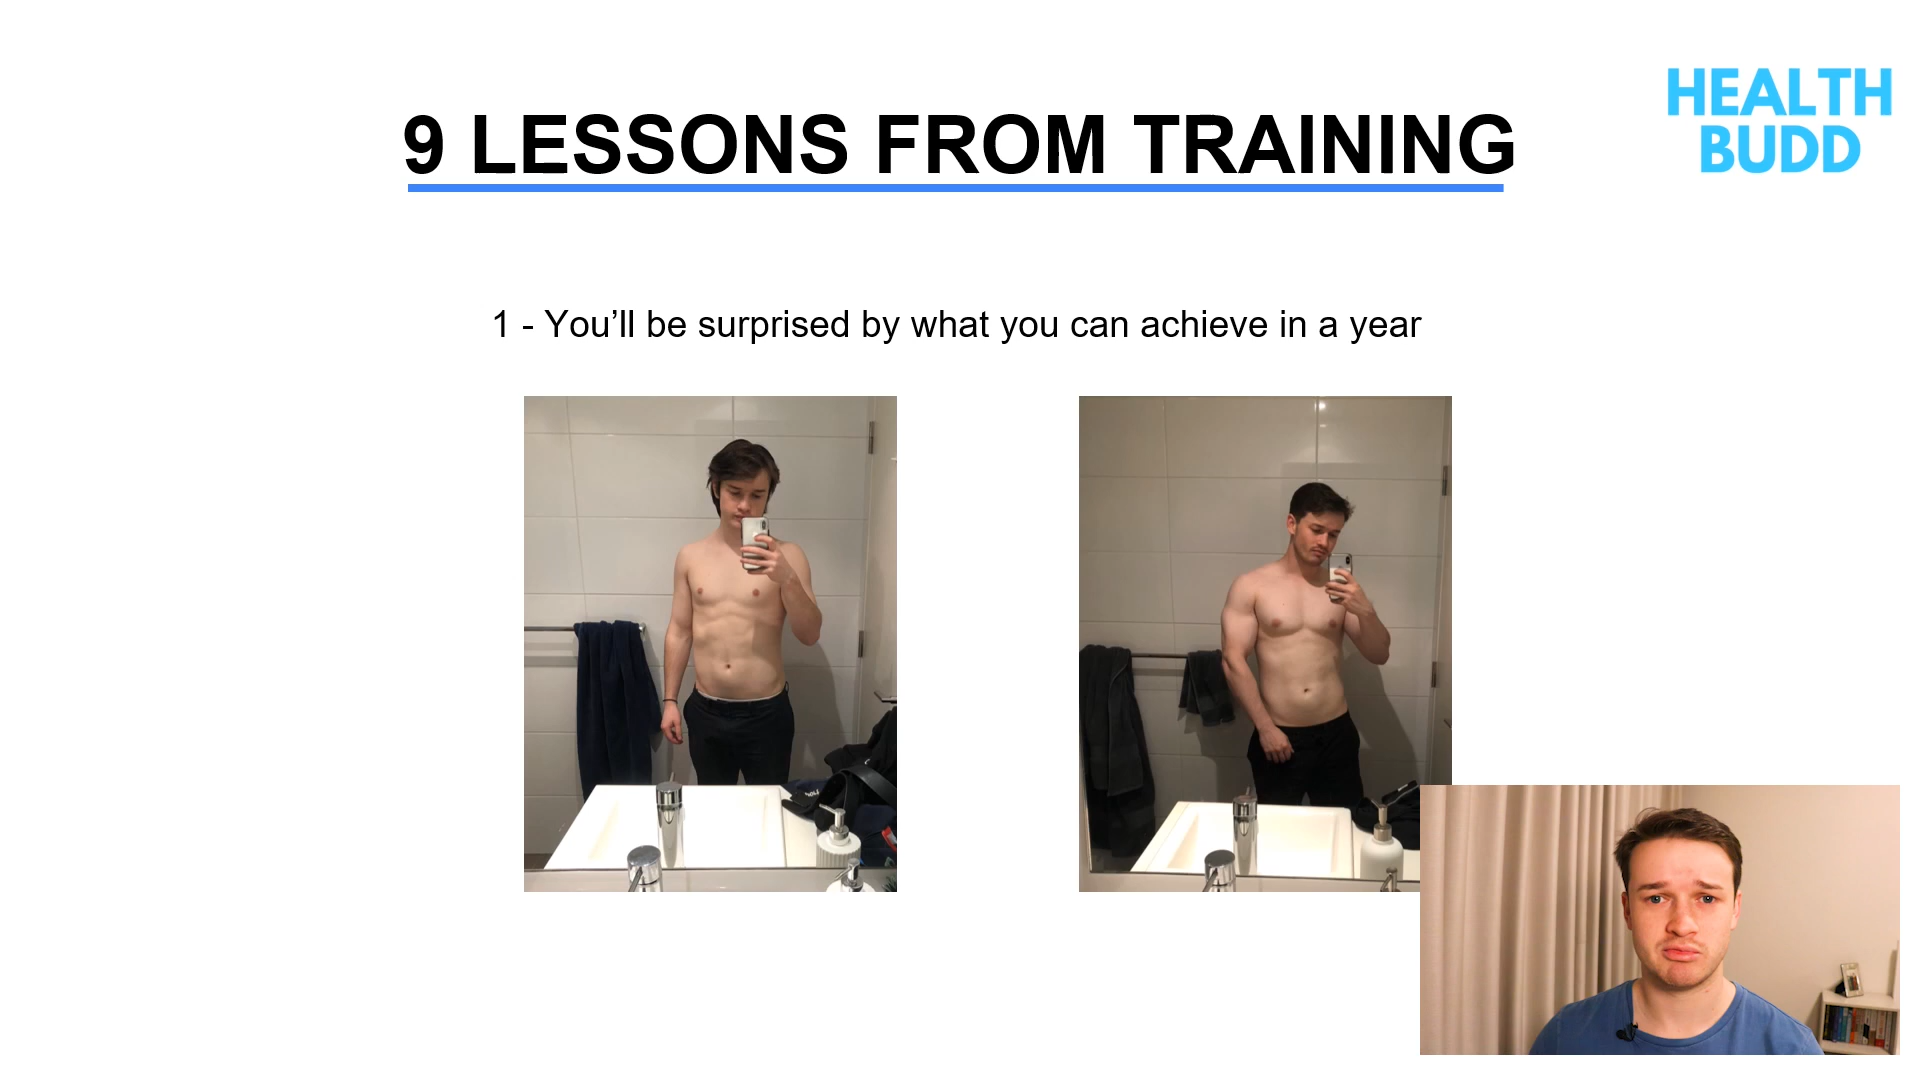 HEALTH
BUDD
9 LESSONS FROM TRAINING
1 - You’ll be surprised by what you can achieve in a year